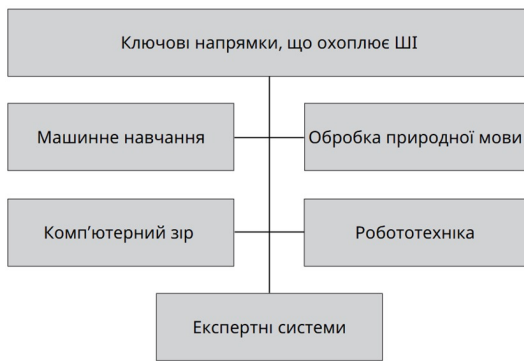 Ключові напрямки, що охоплює ШІ
Машинне навчання
Обробка природної мови
Комп’ютерний зір
Робототехніка
Експертні системи